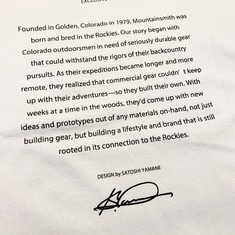 Founded in Golden, Colorado in 1979, Mountainsmith was
born and bred in the Rockies. Our story began with
Colorado outdoorsmen in need of seriously durable gear
that could withstand the rigors of their backcountry
pursuits. As their expeditions became longer and more
remote, they realized that commercial gear couldn't keep
up with their adventures—so they built their own. With
weeks at a time in the woods, they'd come up with new
ideas and prototypes out of any materials on-hand, not just
building gear, but building a lifestyle and brand that is still
rooted in its connection to the Rockies.
DESIGN by SATOSHI YAMANE